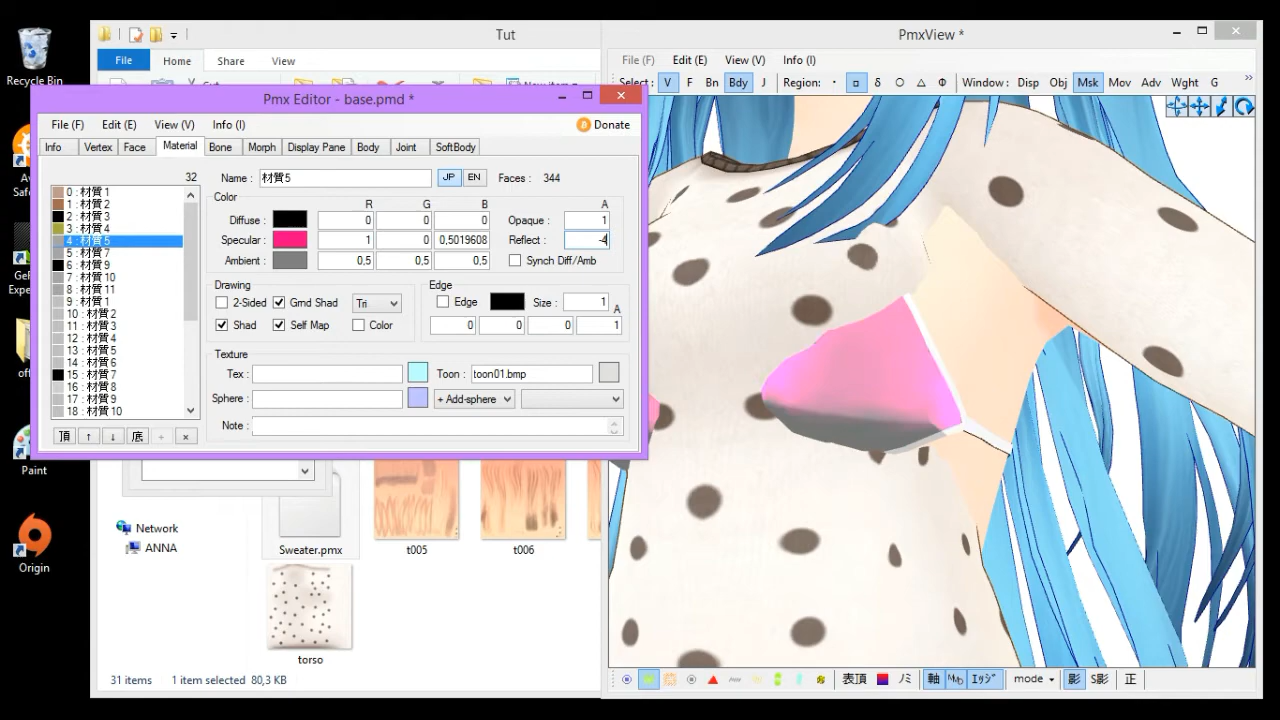 Recycle Bin
Paint
Origin
Tut
File
Home
Share
View
Pmx Editor - base.pmd *
File (F) Edit (E) View (V) Info (I) Donate
Info Vertex Face Material Bone Morph Display Pane Body Joint SoftBody
32
0 : 材質1
1 : 材質2
2 : 材質3
3 : 材質4
4 : 材質5
5 : 材質7
6 : 材質9
7 : 材質10
8 : 材質11
9 : 材質1
10 : 材質2
11 : 材質3
12 : 材質4
13 : 材質5
14 : 材質6
15 : 材質7
16 : 材質8
17 : 材質9
18 : 材質10
頂 ↑ ↓ 底 + ×
Name : 材質5 JP EN Faces : 344
Color R G B A
Diffuse : 0 0 0 Opaque : 1
Specular : 1 0 0.5019608 Reflect : -4
Ambient : 0,5 0,5 0,5 Synch Diff/Amb
Drawing
2-Sided Grnd Shad Tri
Shad Self Map Color
Edge
Edge Size : 1
A
0 0 0 1
Texture
Tex : Toon : toon01.bmp
Sphere : + Add-sphere
Note :
Network
ANNA
Sweater.pmx
t005
t006
torso
31 items 1 item selected 80,3 KB
PmxView *
File (F) Edit (E) View (V) Info (I)
Select : V F Bn Bdy J Region: Window : Disp Obj Msk Mov Adv Wght G
表頂 ノミ 軸 エッジ mode 影 S影 正